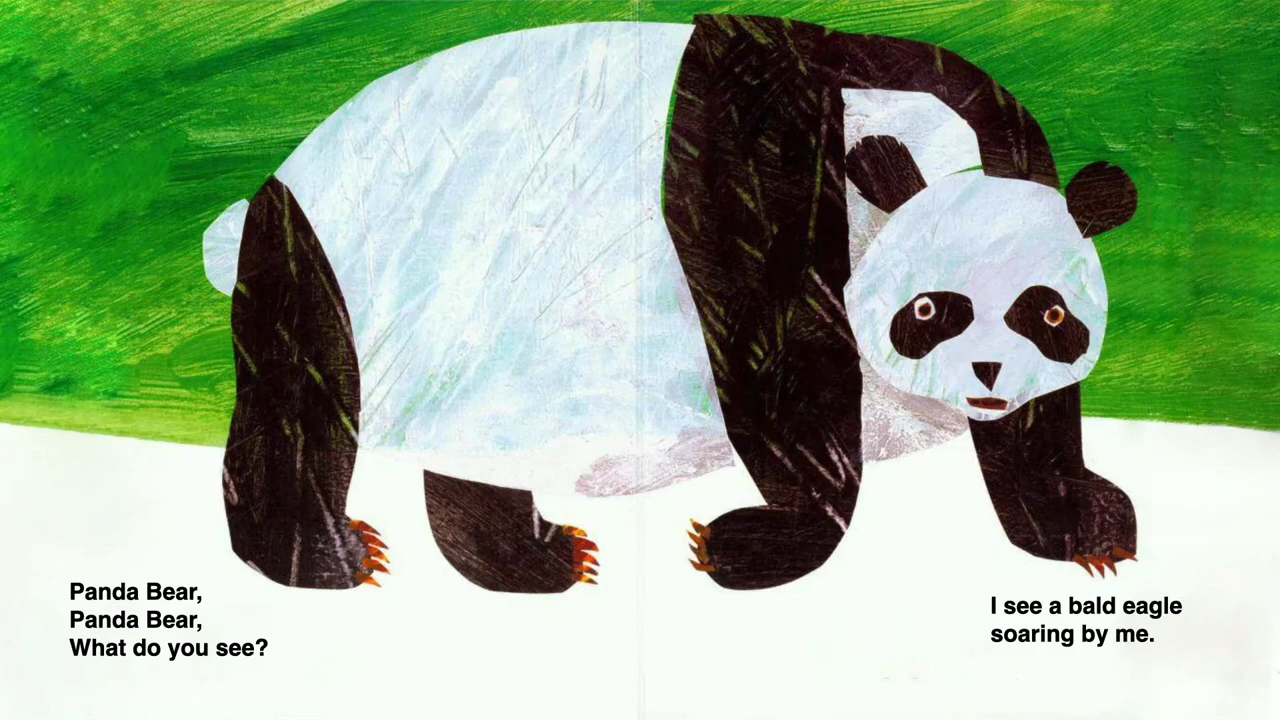 Panda Bear,
Panda Bear,
What do you see?
I see a bald eagle
soaring by me.